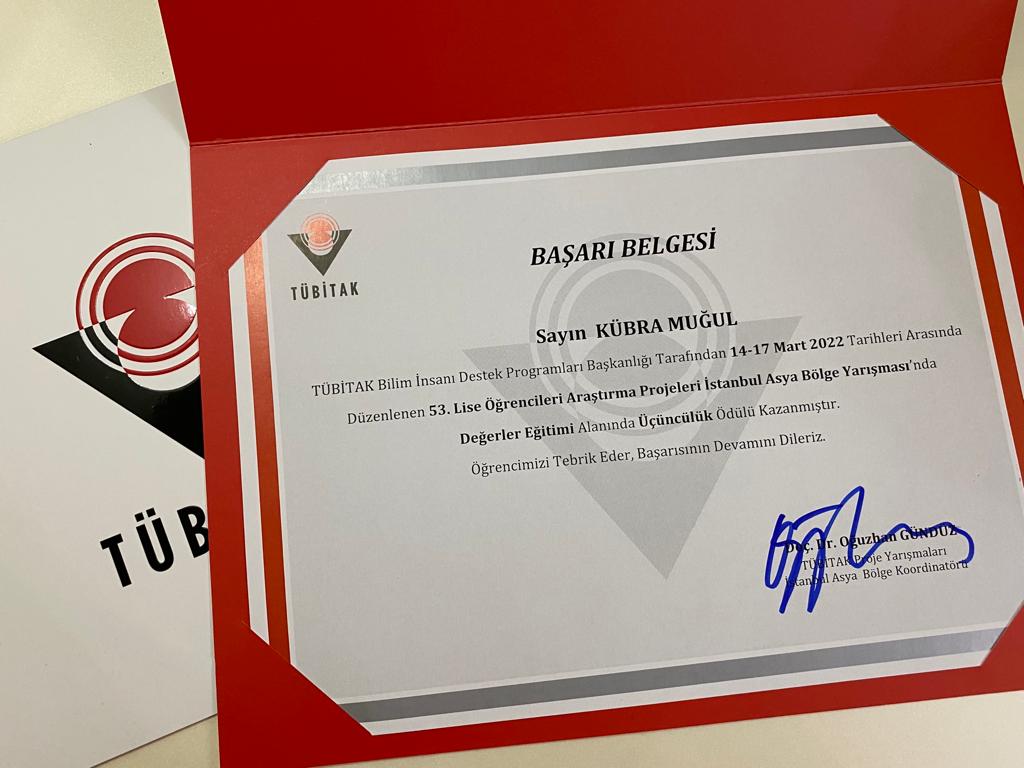 TÜBİTAK
BAŞARI BELGESİ
Sayın KÜBRA MUĞUL
TÜBİTAK Bilim İnsanı Destek Programları Başkanlığı Tarafından 14-17 Mart 2022 Tarihleri Arasında
Düzenlenen 53. Lise Öğrencileri Araştırma Projeleri İstanbul Asya Bölge Yarışması'nda
Değerler Eğitimi Alanında Üçüncülük Ödülü Kazanmıştır.
Öğrencimizi Tebrik Eder, Başarısının Devamını Dileriz.
Doç. Dr. Oğuzhan GÜNDÜZ
TÜBİTAK Proje Yarışmaları
İstanbul Asya Bölge Koordinatörü
TÜB